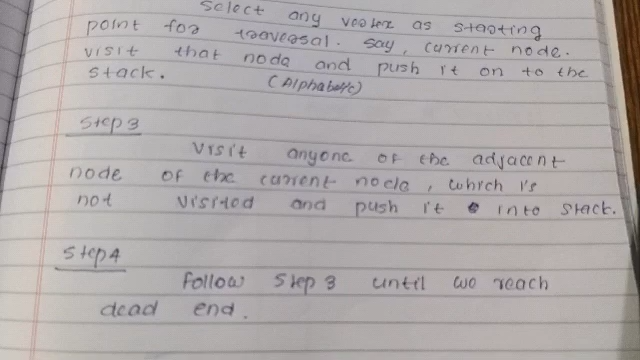 Select any vertex as starting
point for traversal. say, current node.
visit that node and push it on to the
stack. (Alphabetic)
Step 3
Visit anyone of the adjacent
node of the current node, which is
not visited and push it into stack.
Step 4
Follow Step 3 until we reach
dead end.